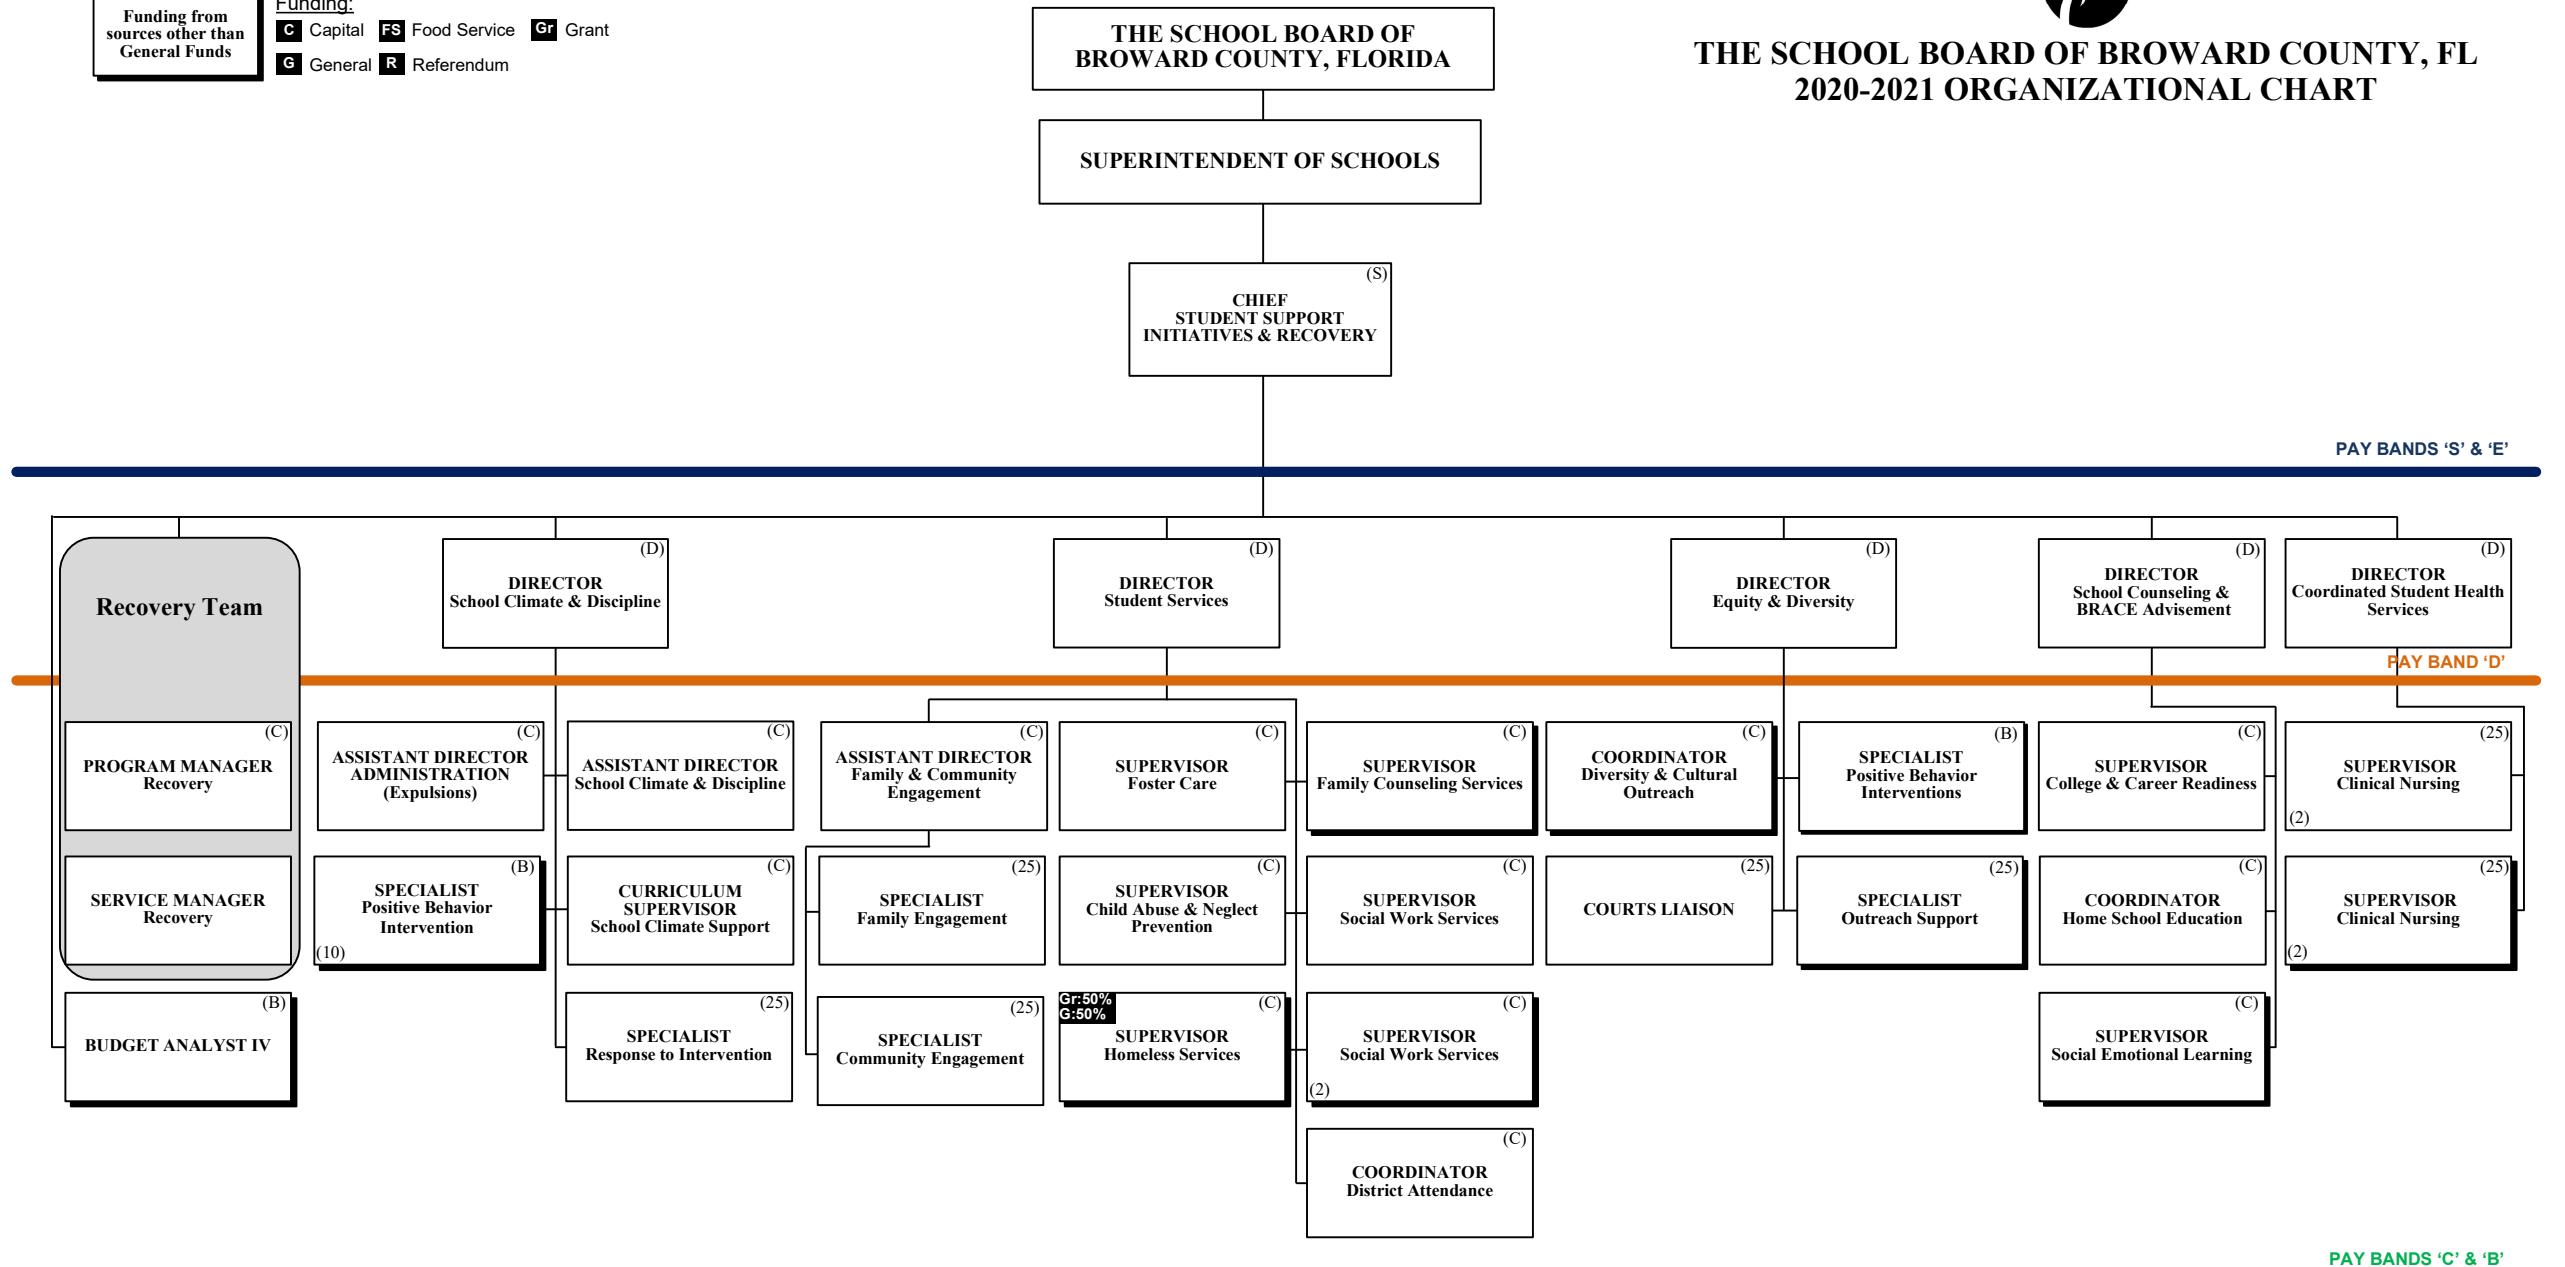 Funding from
sources other than
General Funds
Funding:
C Capital FS Food Service Gr Grant
G General R Referendum
THE SCHOOL BOARD OF
BROWARD COUNTY, FLORIDA
THE SCHOOL BOARD OF BROWARD COUNTY, FL
2020-2021 ORGANIZATIONAL CHART
SUPERINTENDENT OF SCHOOLS
(S)
CHIEF
STUDENT SUPPORT
INITIATIVES & RECOVERY
PAY BANDS ‘S’ & ‘E’
Recovery Team
(D)
DIRECTOR
School Climate & Discipline
(D)
DIRECTOR
Student Services
(D)
DIRECTOR
Equity & Diversity
(D)
DIRECTOR
School Counseling &
BRACE Advisement
(D)
DIRECTOR
Coordinated Student Health
Services
PAY BAND ‘D’
(C)
PROGRAM MANAGER
Recovery
(C)
ASSISTANT DIRECTOR
ADMINISTRATION
(Expulsions)
(C)
ASSISTANT DIRECTOR
School Climate & Discipline
(C)
ASSISTANT DIRECTOR
Family & Community
Engagement
(C)
SUPERVISOR
Foster Care
(C)
SUPERVISOR
Family Counseling Services
(C)
COORDINATOR
Diversity & Cultural
Outreach
(B)
SPECIALIST
Positive Behavior
Interventions
(C)
SUPERVISOR
College & Career Readiness
(25)
SUPERVISOR
Clinical Nursing
(2)
SERVICE MANAGER
Recovery
(B)
SPECIALIST
Positive Behavior
Intervention
(10)
(C)
CURRICULUM
SUPERVISOR
School Climate Support
(25)
SPECIALIST
Family Engagement
(C)
SUPERVISOR
Child Abuse & Neglect
Prevention
(C)
SUPERVISOR
Social Work Services
(25)
COURTS LIAISON
(25)
SPECIALIST
Outreach Support
(C)
COORDINATOR
Home School Education
(25)
SUPERVISOR
Clinical Nursing
(2)
(B)
BUDGET ANALYST IV
(25)
SPECIALIST
Response to Intervention
(25)
SPECIALIST
Community Engagement
Gr:50%
G:50%
(C)
SUPERVISOR
Homeless Services
(C)
SUPERVISOR
Social Work Services
(2)
(C)
SUPERVISOR
Social Emotional Learning
(C)
COORDINATOR
District Attendance
PAY BANDS ‘C’ & ‘B’